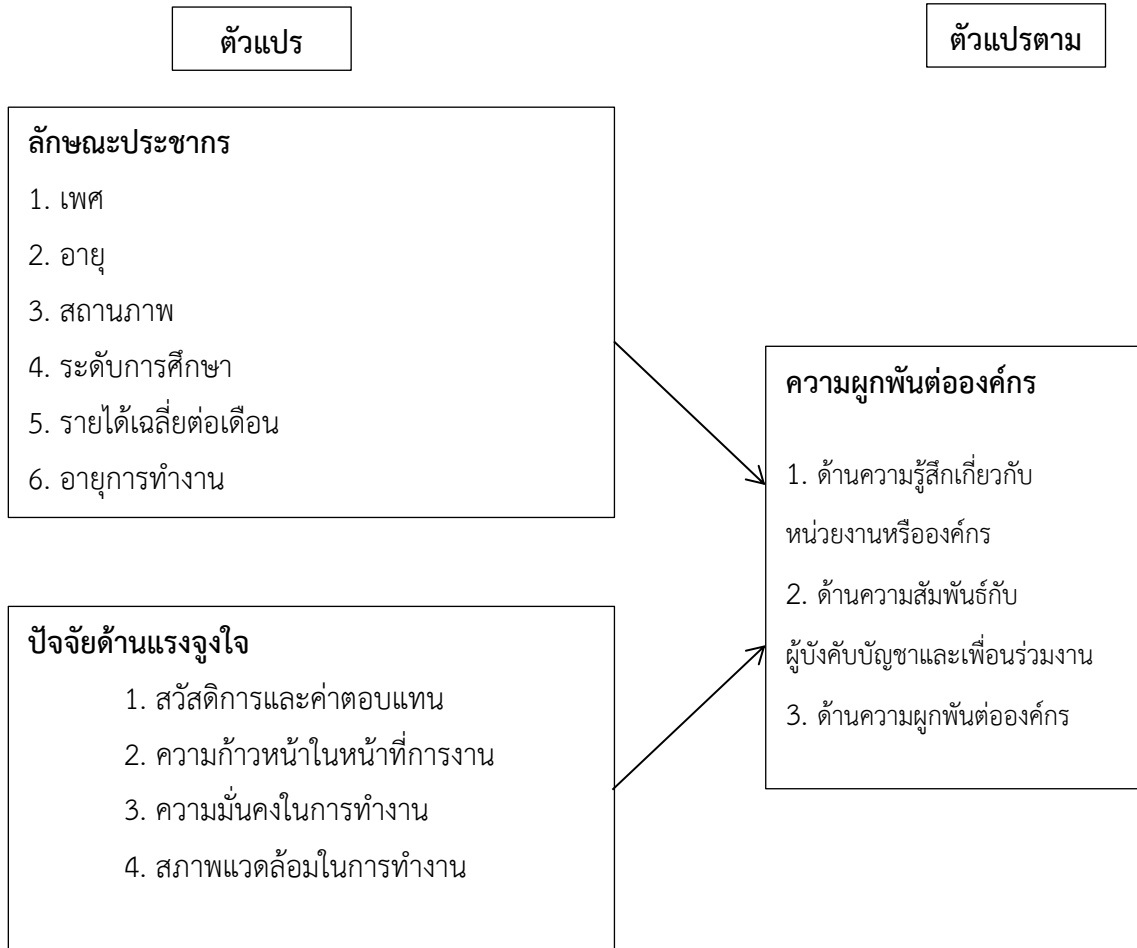 ตัวแปร
ตัวแปรตาม
ลักษณะประชากร
1. เพศ
2. อายุ
3. สถานภาพ
4. ระดับการศึกษา
5. รายได้เฉลี่ยต่อเดือน
6. อายุการทำงาน
ปัจจัยด้านแรงจูงใจ
1. สวัสดิการและค่าตอบแทน
2. ความก้าวหน้าในหน้าที่การงาน
3. ความมั่นคงในการทำงาน
4. สภาพแวดล้อมในการทำงาน
ความผูกพันต่อองค์กร
1. ด้านความรู้สึกเกี่ยวกับ
หน่วยงานหรือองค์กร
2. ด้านความสัมพันธ์กับ
ผู้บังคับบัญชาและเพื่อนร่วมงาน
3. ด้านความผูกพันต่อองค์กร